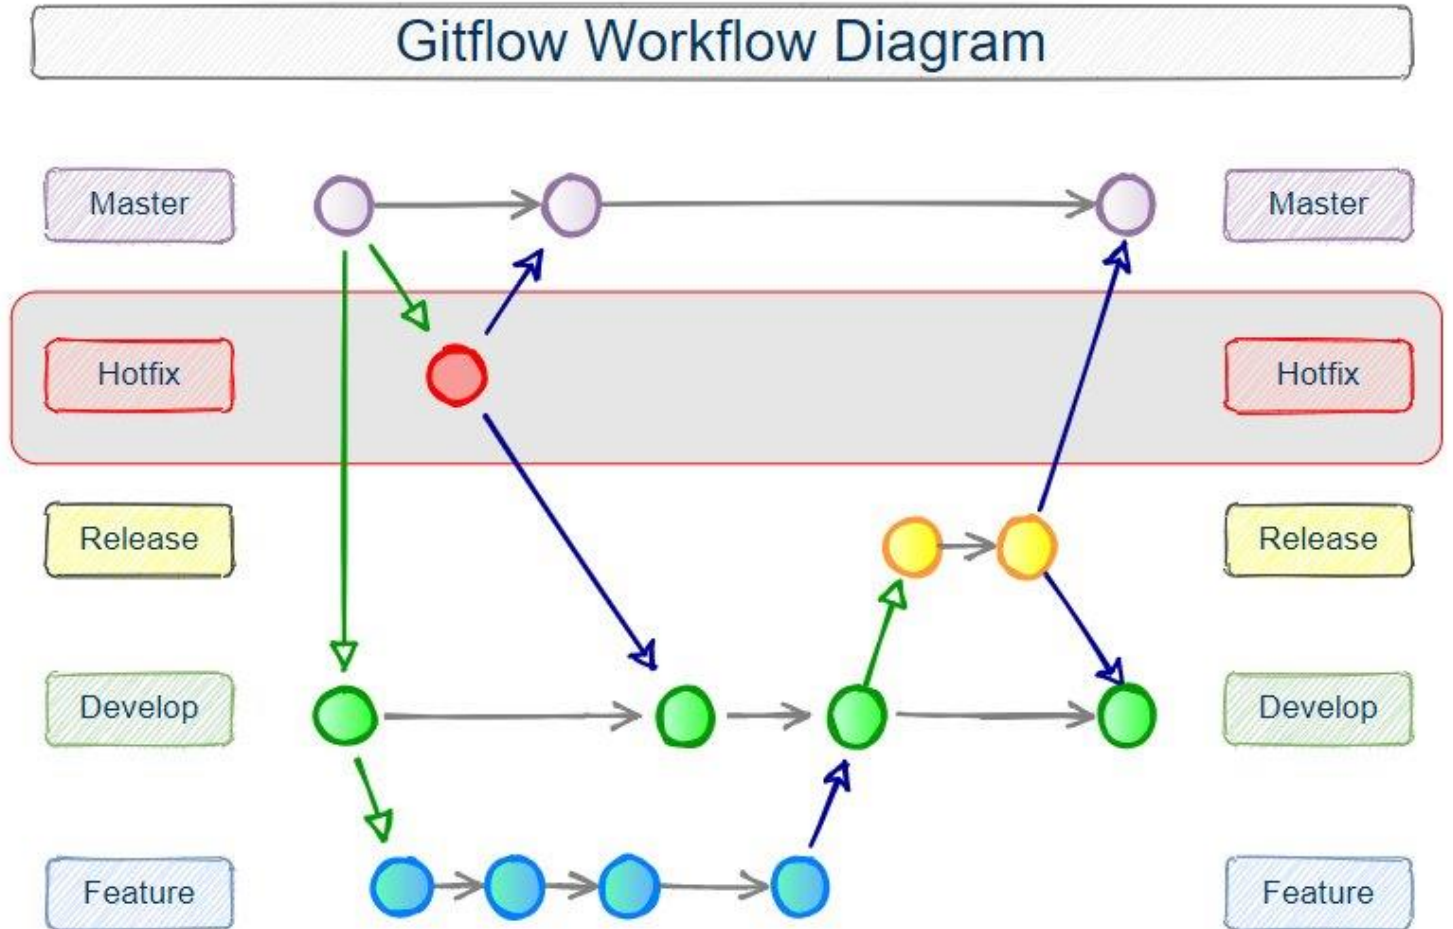 Gitflow Workflow Diagram
Master
Master
Hotfix
Hotfix
Release
Release
Develop
Develop
Feature
Feature